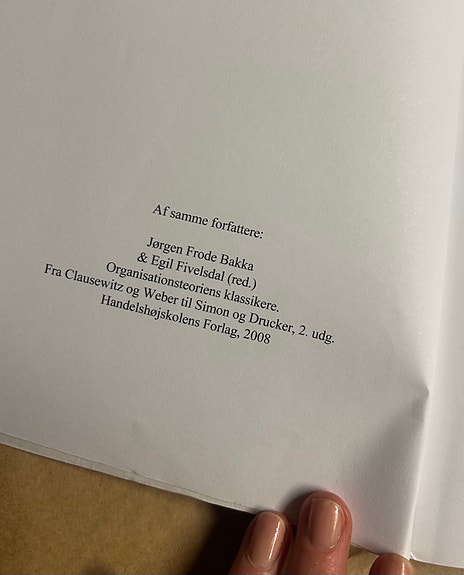 Af samme forfattere:
Jørgen Frode Bakka
& Egil Fivelsdal (red.)
Organisationsteoriens klassikere.
Fra Clausewitz og Weber til Simon og Drucker, 2. udg.
Handelshøjskolens Forlag, 2008